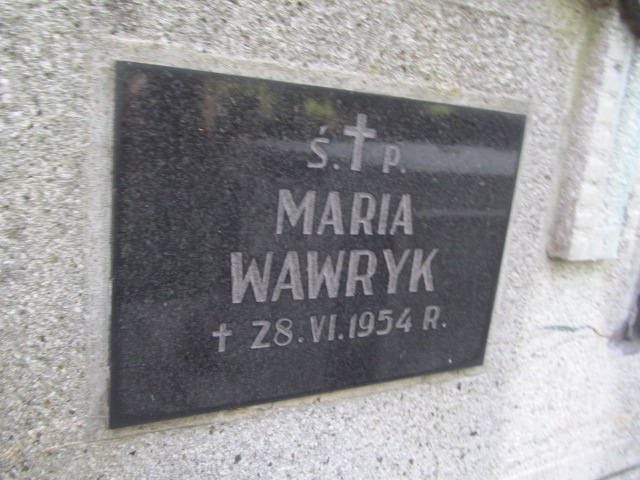 Ś. † P.
MARIA
WAWRYK
† 28.VI.1954 R.